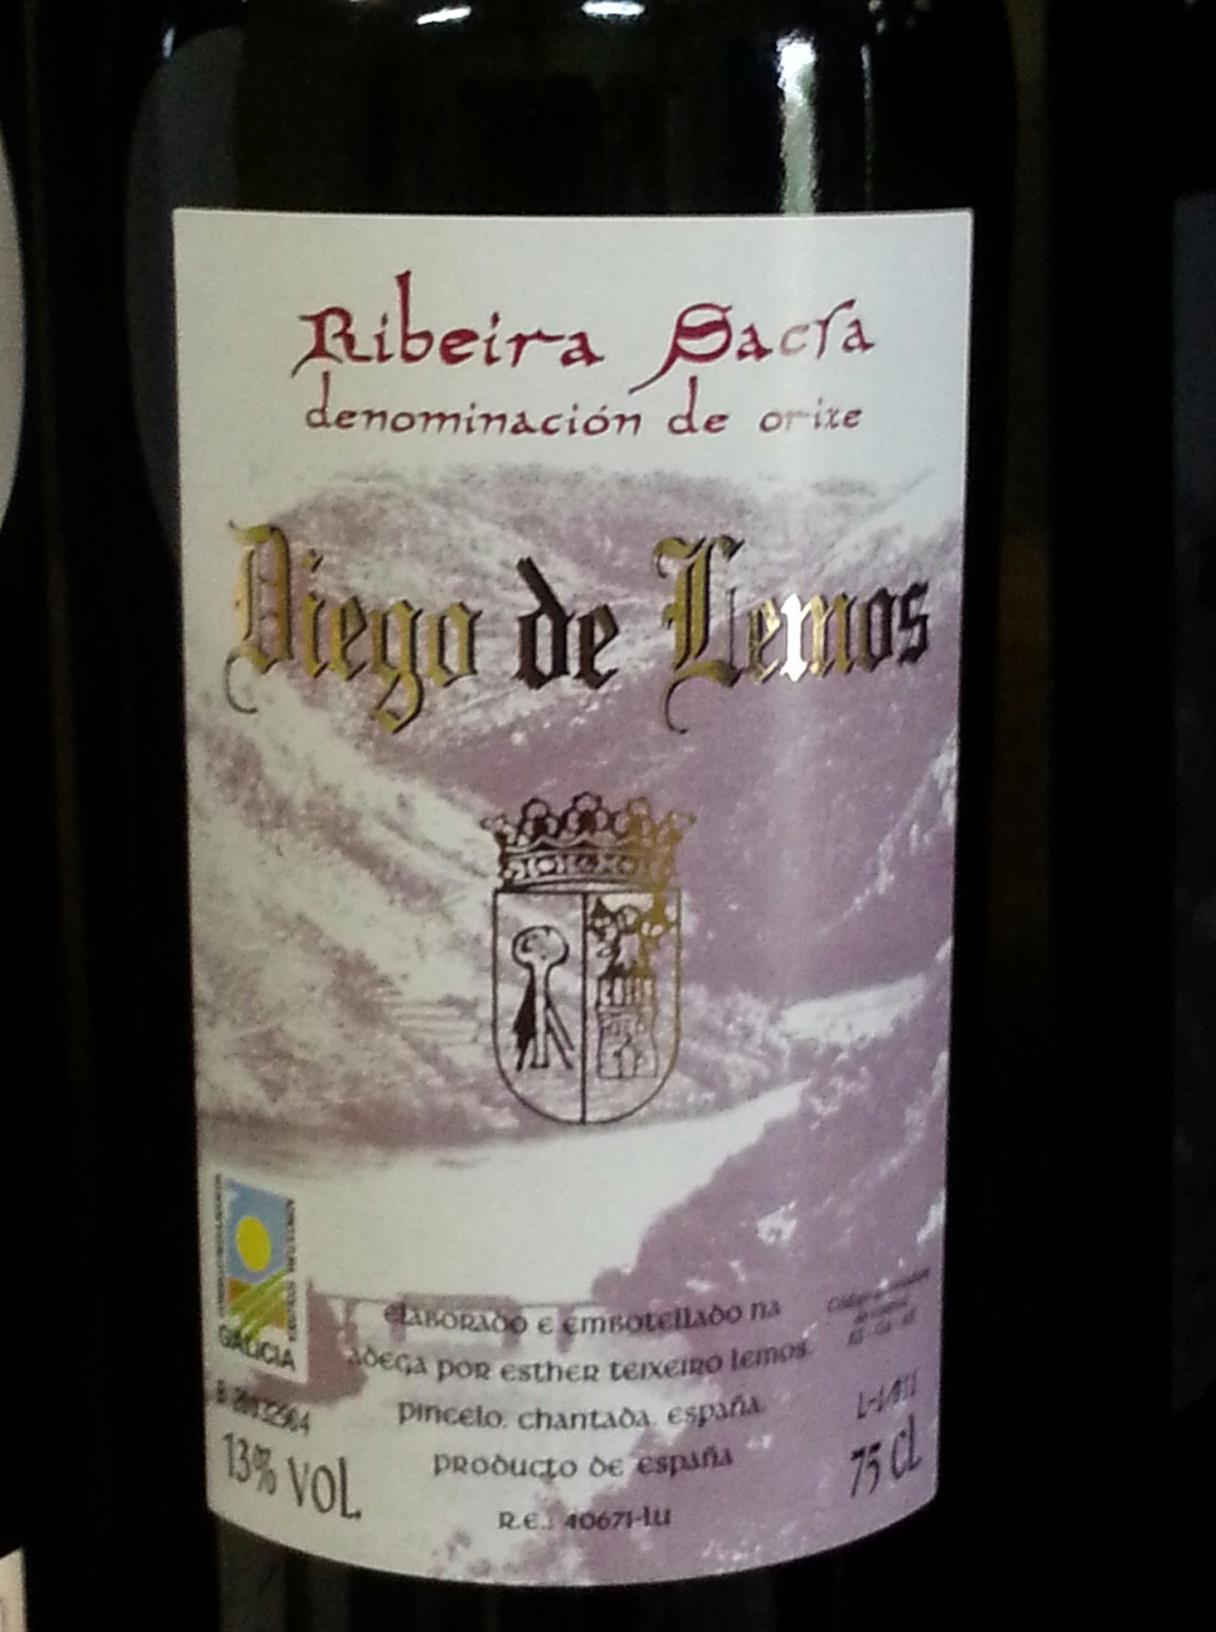 Ribeira Sacra
denominación de orixe
Diego de Lemos
GALICIA
elaborado e embotellado na
adega por esther teixeiro lemos.
pincelo. chantada. españa.
producto de españa
R.E.: 40671-LU
13% VOL.
75 CL